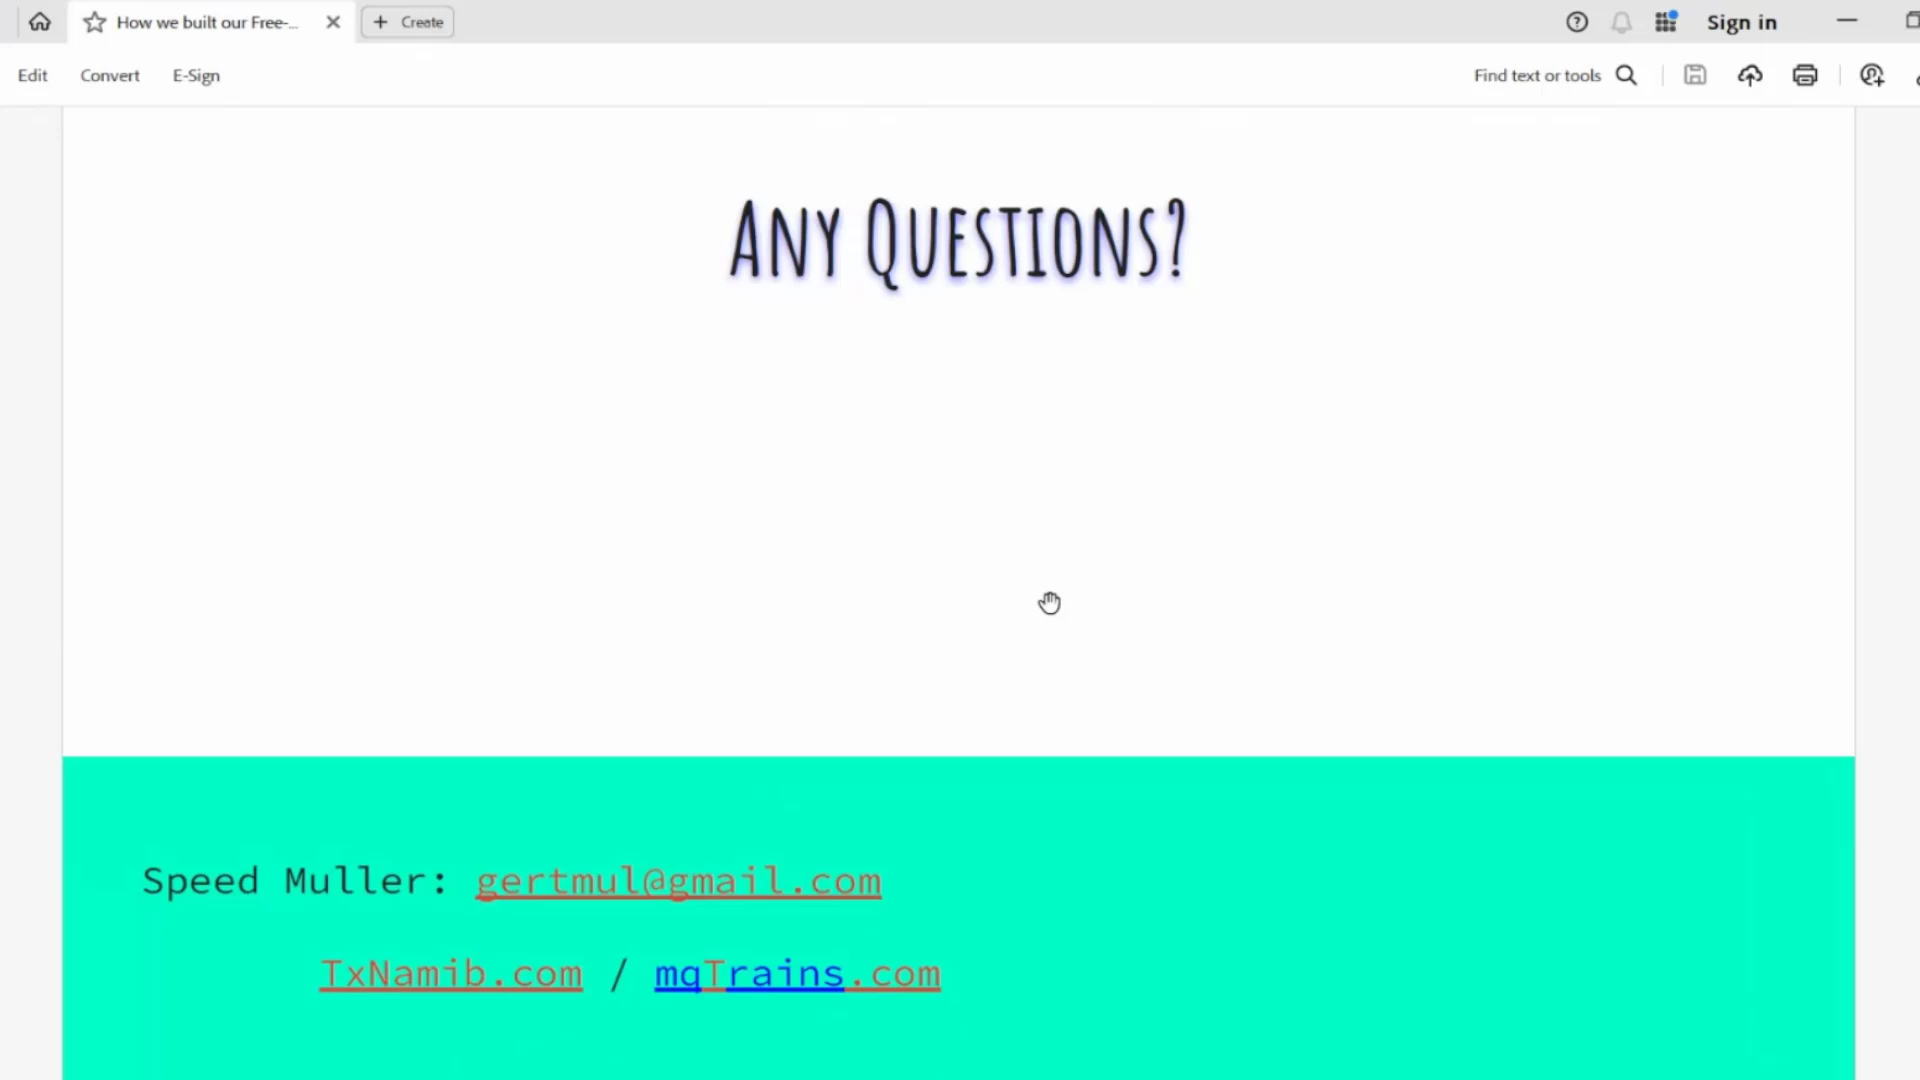 How we built our Free-...
Create
Sign in
Edit
Convert
E-Sign
Find text or tools
Any Questions?
Speed Muller: gertmul@gmail.com
TxNamib.com / mqTrains.com